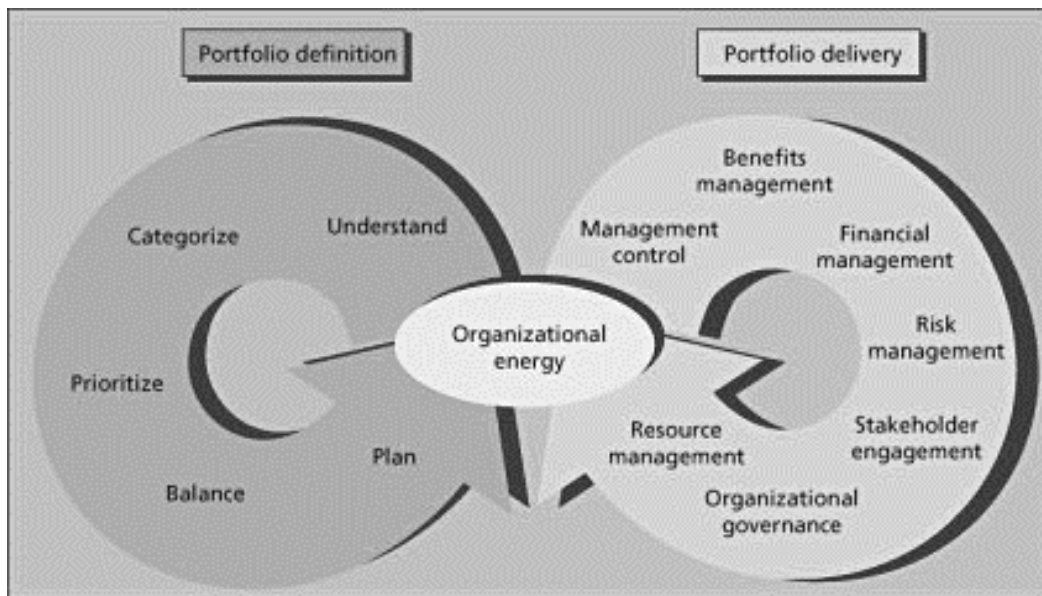 Portfolio definition
Portfolio delivery
Understand
Categorize
Prioritize
Balance
Plan
Organizational
energy
Management
control
Benefits
management
Financial
management
Risk
management
Stakeholder
engagement
Organizational
governance
Resource
management